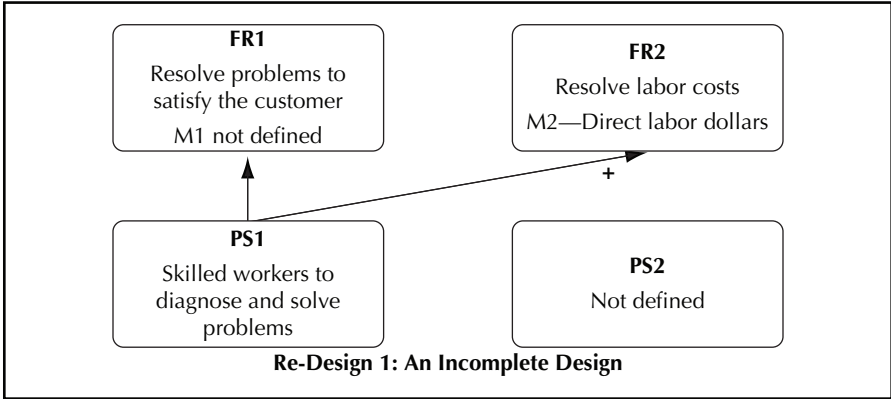 FR1
Resolve problems to
satisfy the customer
M1 not defined
FR2
Resolve labor costs
M2—Direct labor dollars
+
PS1
Skilled workers to
diagnose and solve
problems
PS2
Not defined
Re-Design 1: An Incomplete Design